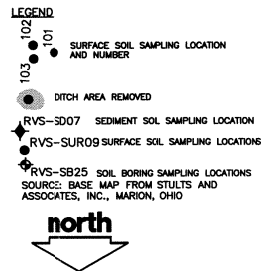 LEGEND
102
101
103
SURFACE SOIL SAMPLING LOCATION
AND NUMBER
DITCH AREA REMOVED
RVS-SD07 SEDIMENT SOL SAMPLING LOCATION
RVS-SUR09 SURFACE SOIL SAMPLING LOCATIONS
RVS-SB25 SOIL BORING SAMPLING LOCATIONS
SOURCE: BASE MAP FROM STULTS AND
ASSOCATES, INC., MARION, OHIO
north